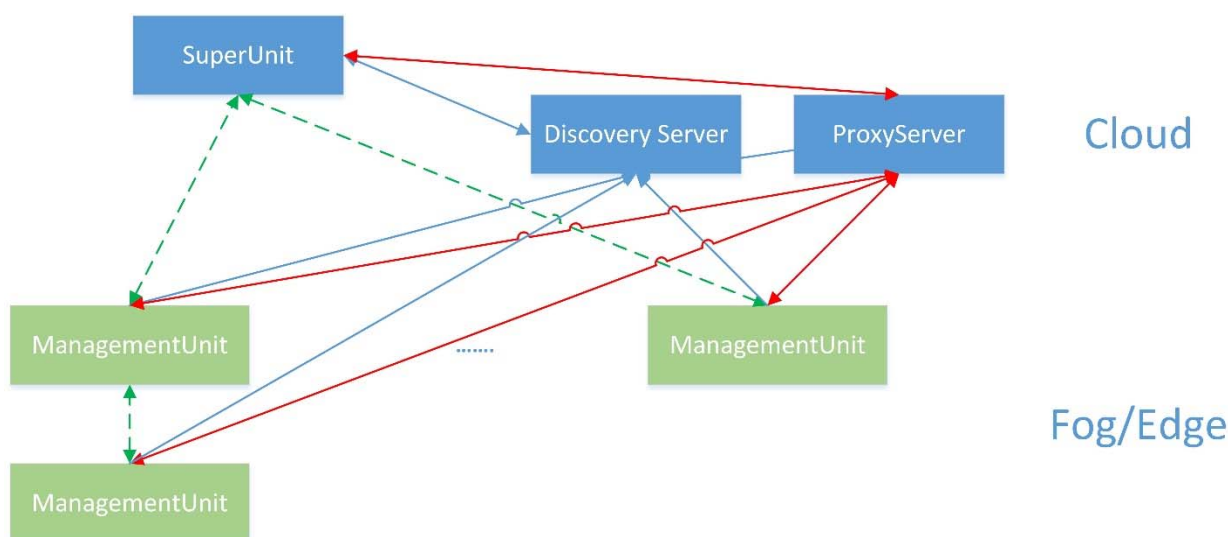 SuperUnit
Discovery Server
ProxyServer
Cloud
ManagementUnit
.......
ManagementUnit
Fog/Edge
ManagementUnit